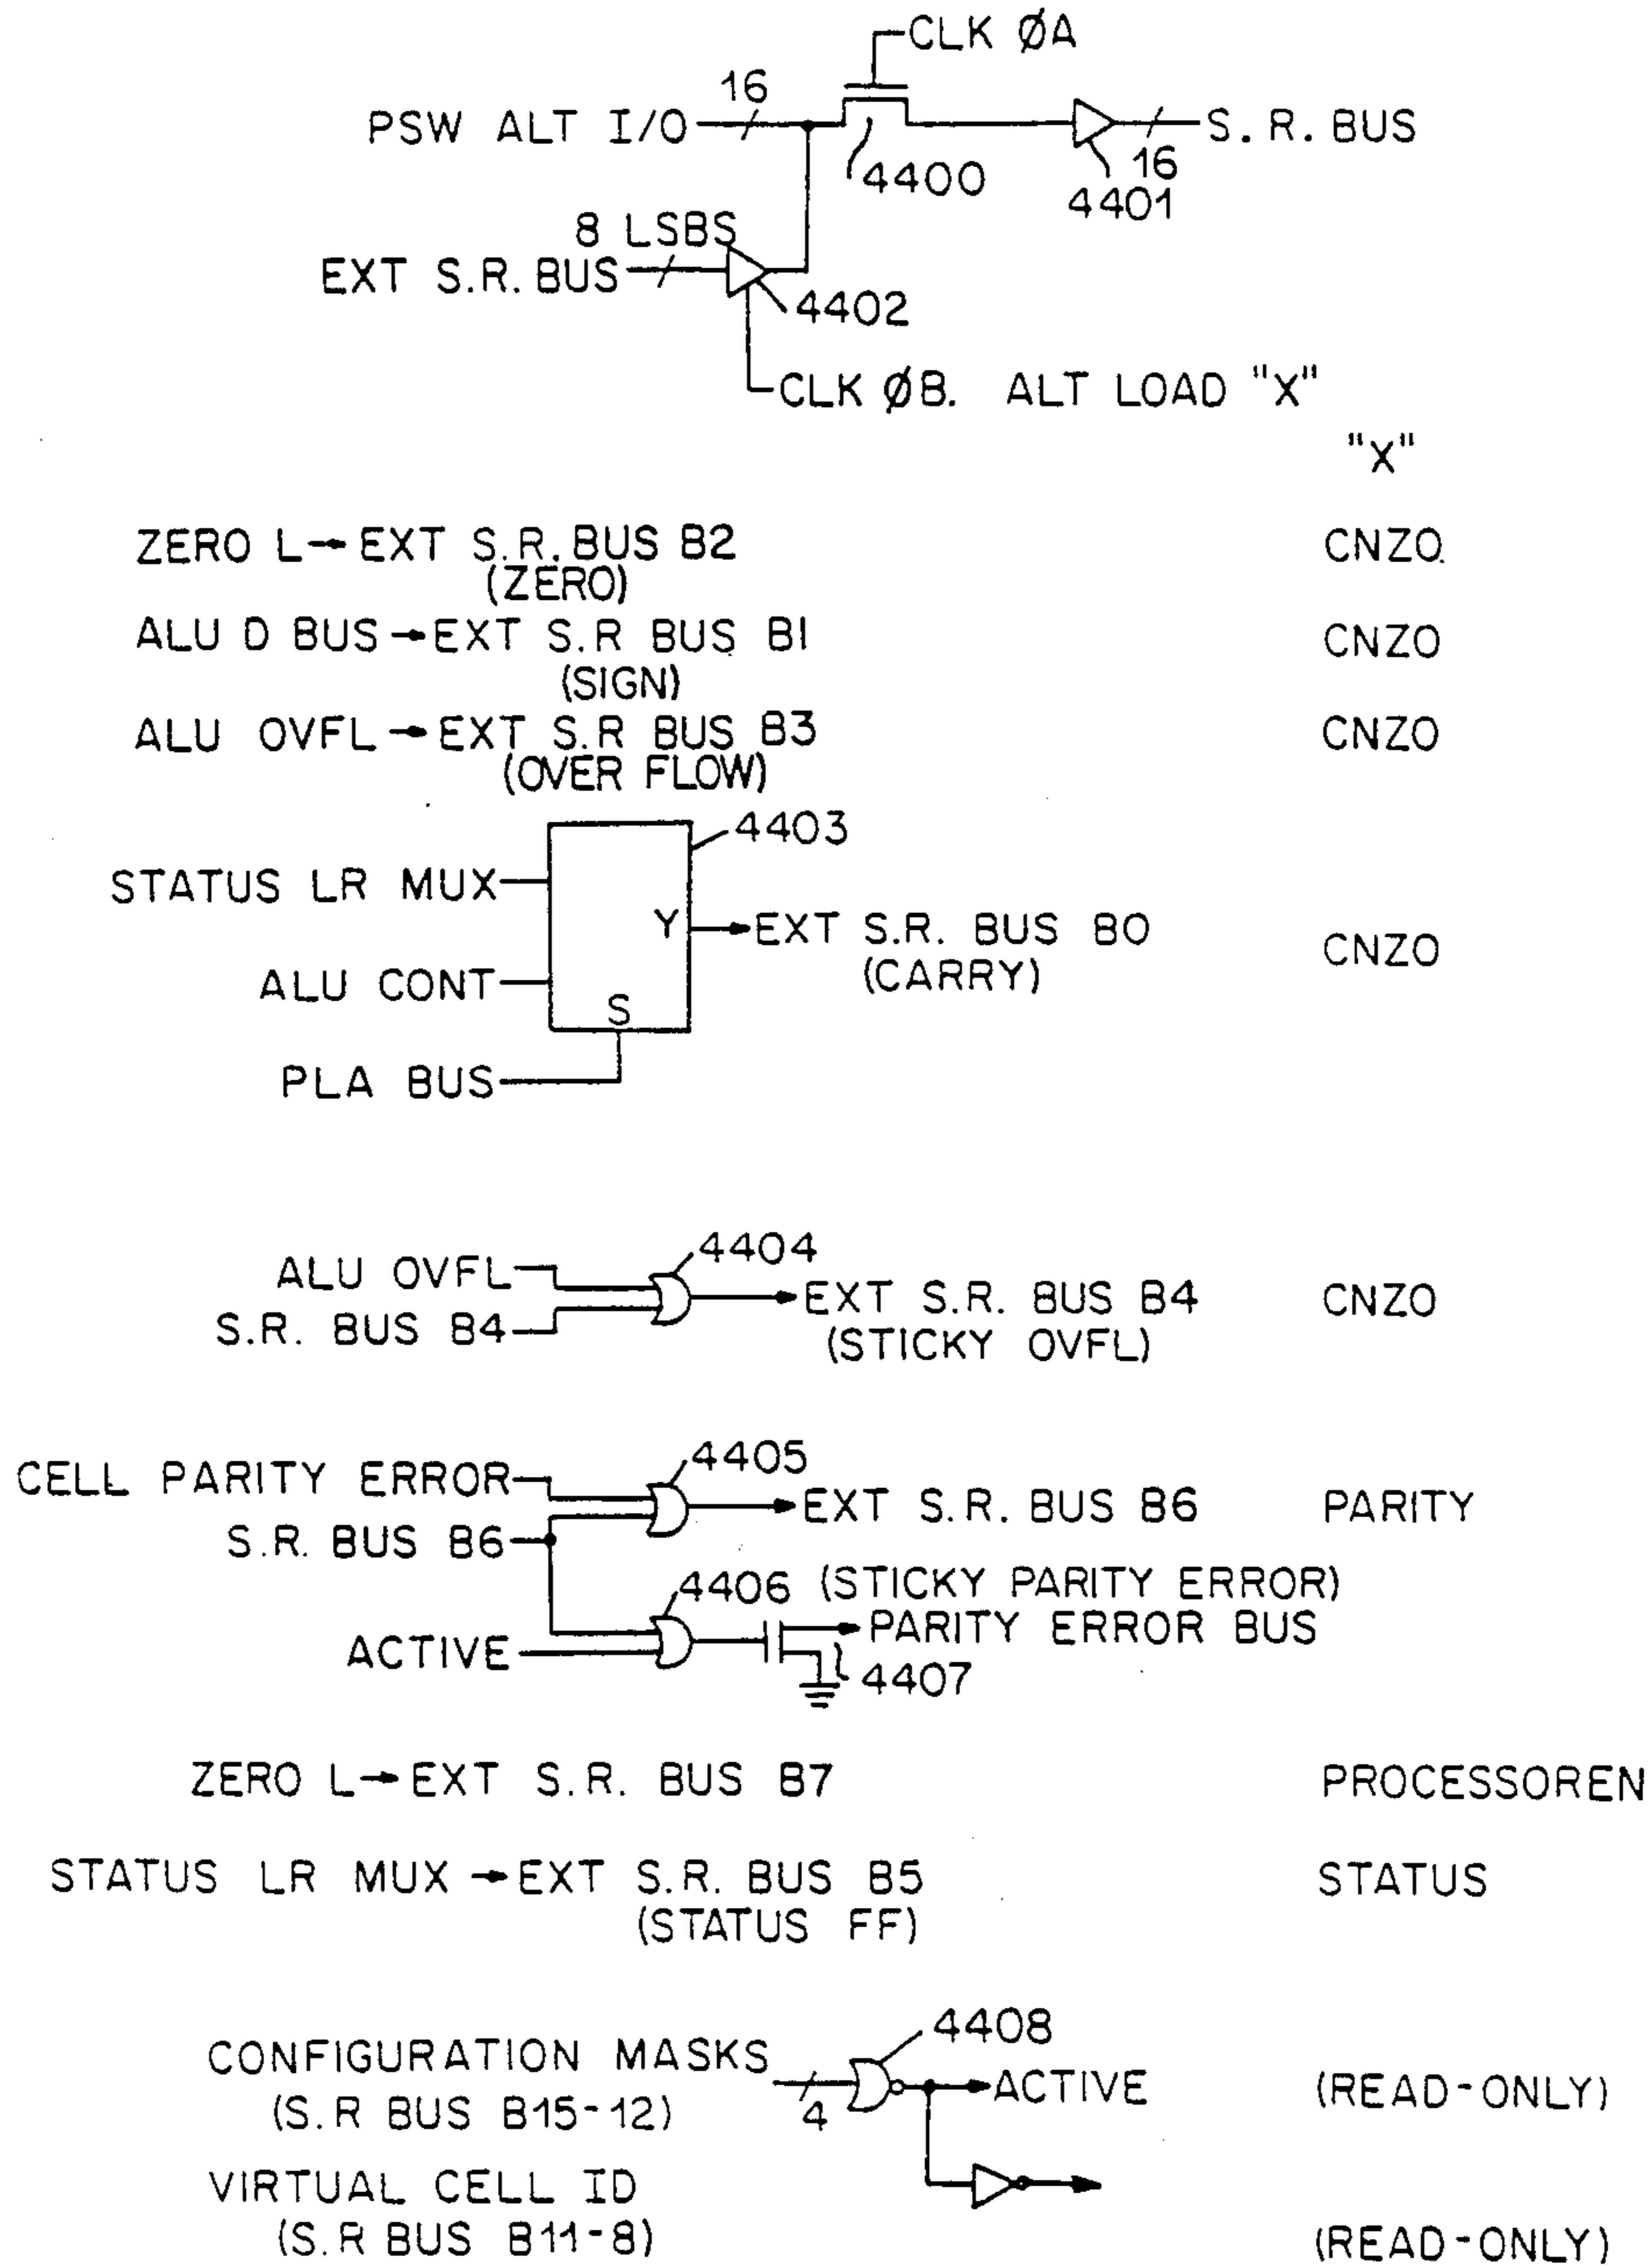 CLK ØA
PSW ALT I/O 16 S. R. BUS
4400 16
4401
8 LSBS
EXT S.R. BUS
4402
CLK ØB. ALT LOAD "X"
"X"
ZERO L EXT S.R. BUS B2 CNZO.
(ZERO)
ALU D BUS EXT S.R BUS B1 CNZO
(SIGN)
ALU OVFL EXT S.R BUS B3 CNZO
(OVER FLOW)
4403
STATUS LR MUX
Y EXT S.R. BUS B0 CNZO
(CARRY)
ALU CONT
S
PLA BUS
4404
ALU OVFL
EXT S.R. BUS B4 CNZO
S.R. BUS B4
(STICKY OVFL)
4405
CELL PARITY ERROR
EXT S.R. BUS B6 PARITY
S.R. BUS B6
4406 (STICKY PARITY ERROR)
PARITY ERROR BUS
ACTIVE
4407
ZERO L EXT S.R. BUS B7 PROCESSOREN
STATUS LR MUX EXT S.R. BUS B5 STATUS
(STATUS FF)
4408
CONFIGURATION MASKS
ACTIVE (READ-ONLY)
(S.R BUS B15-12) 4
VIRTUAL CELL ID
(S.R BUS B11-8) (READ-ONLY)